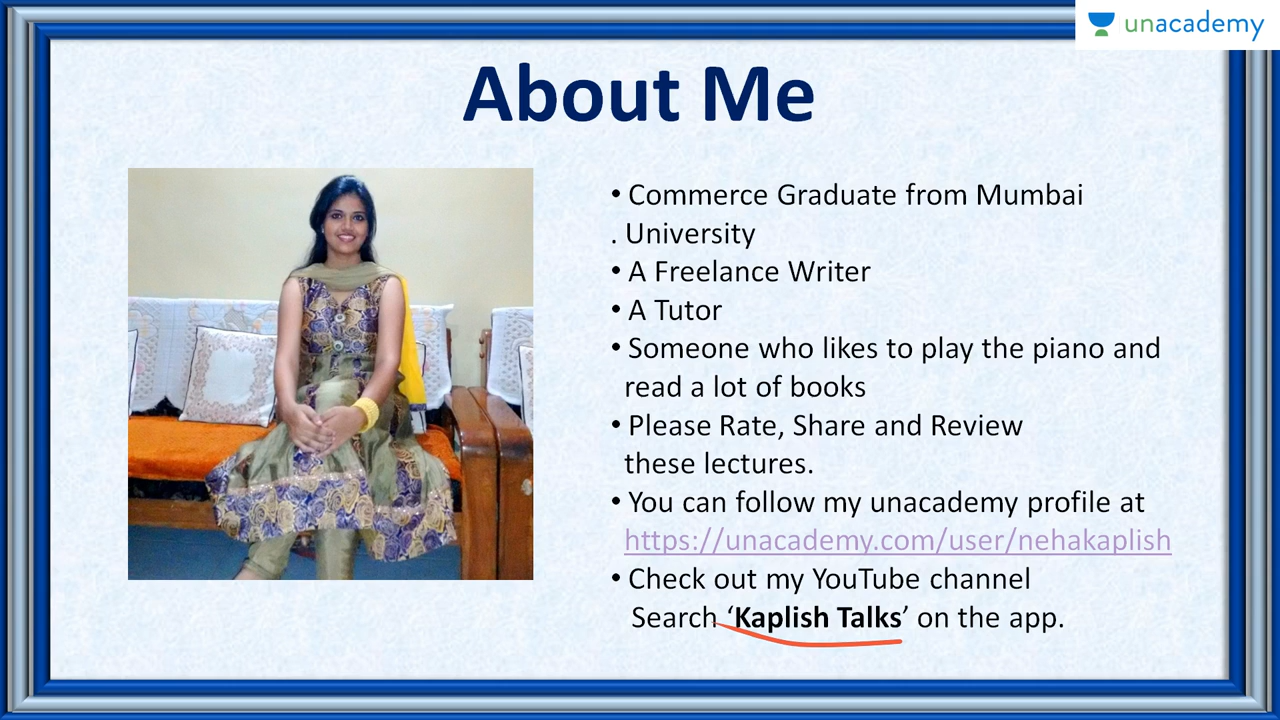 unacademy
About Me
• Commerce Graduate from Mumbai
. University
• A Freelance Writer
• A Tutor
• Someone who likes to play the piano and
read a lot of books
• Please Rate, Share and Review
these lectures.
• You can follow my unacademy profile at
https://unacademy.com/user/nehakaplish
• Check out my YouTube channel
Search ‘Kaplish Talks’ on the app.